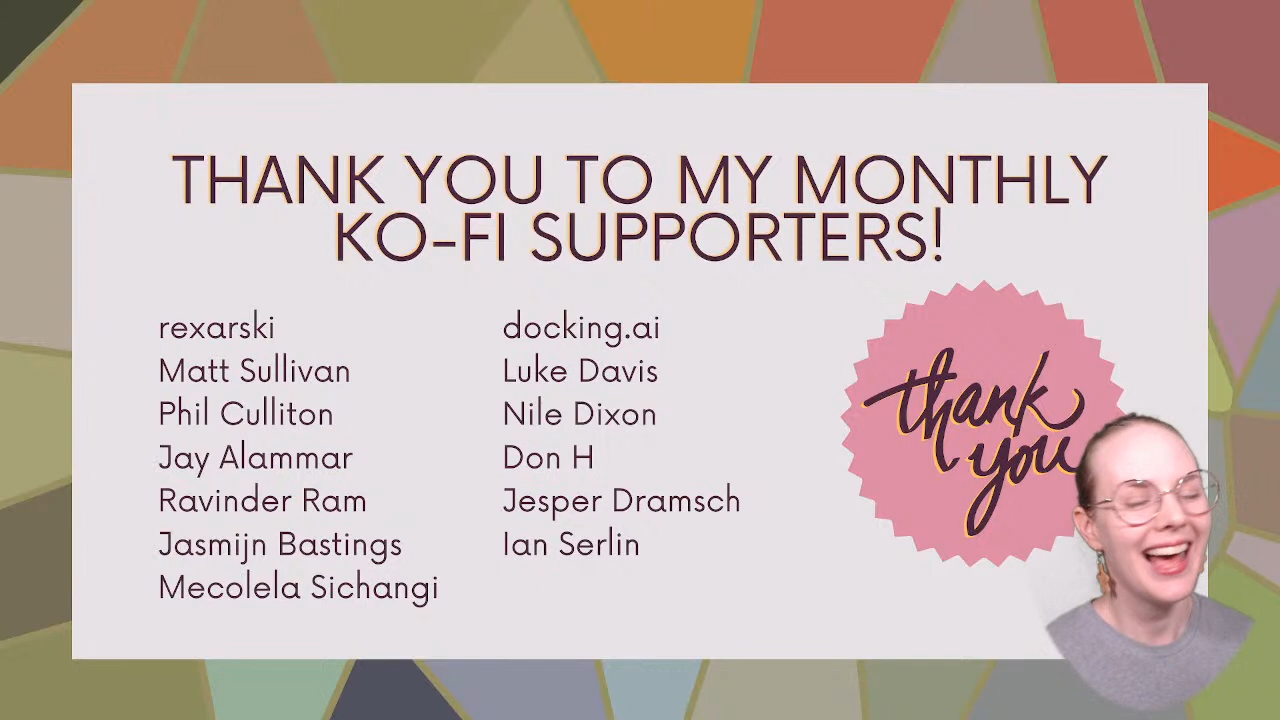 THANK YOU TO MY MONTHLY
KO-FI SUPPORTERS!
rexarski
Matt Sullivan
Phil Culliton
Jay Alammar
Ravinder Ram
Jasmijn Bastings
Mecolela Sichangi
docking.ai
Luke Davis
Nile Dixon
Don H
Jesper Dramsch
Ian Serlin
thank
you